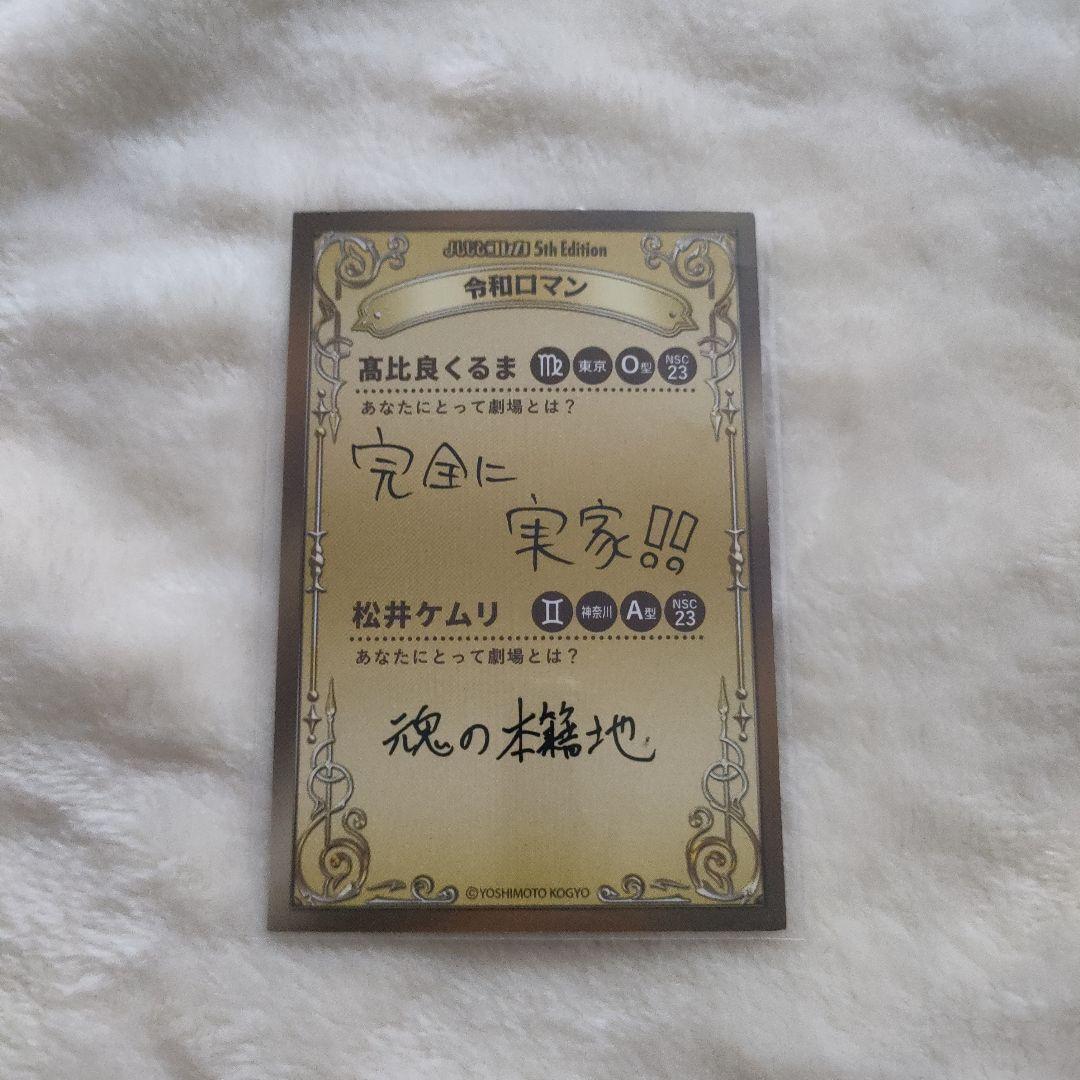 5th Edition
令和ロマン
髙比良くるま ♍ 東京 O型 NSC 23
あなたにとって劇場とは？
完全に
実家!!
松井ケムリ ♊ 神奈川 A型 NSC 23
あなたにとって劇場とは？
魂の本籍地
©YOSHIMOTO KOGYO